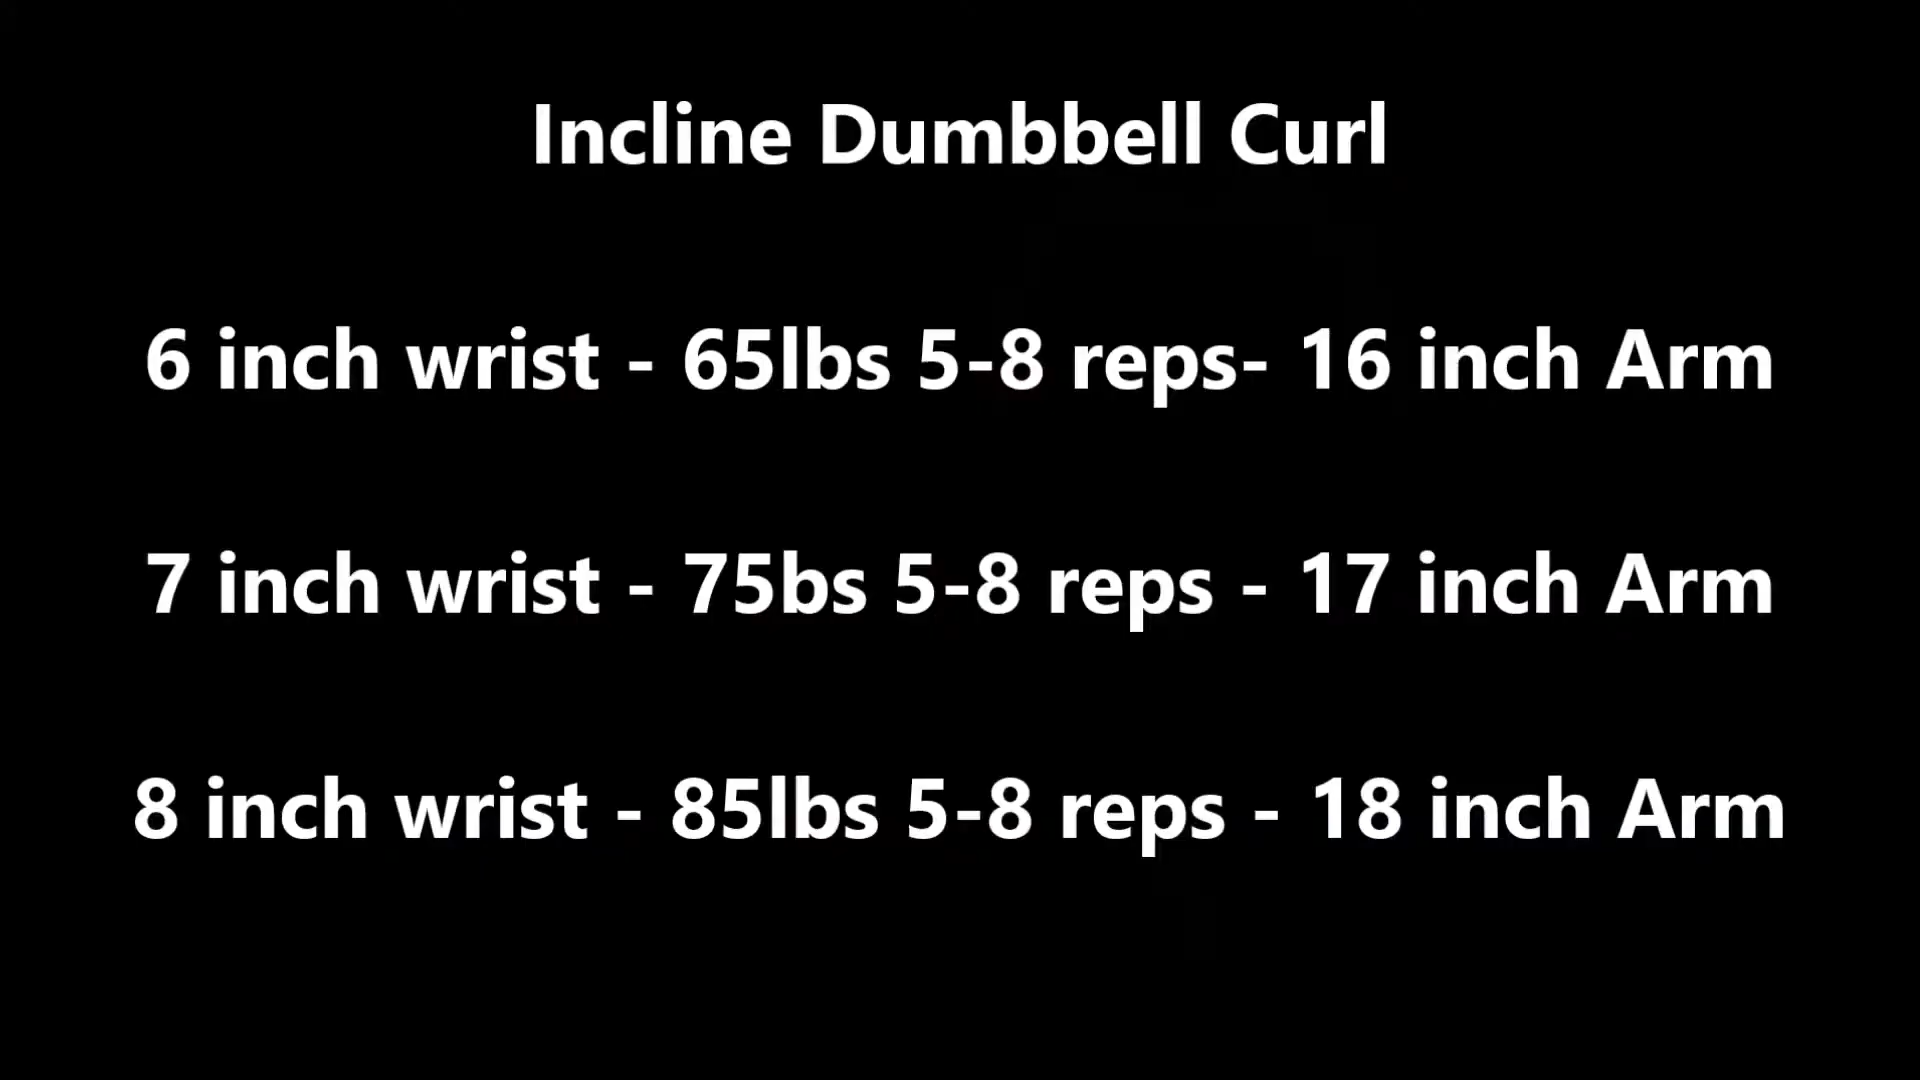 Incline Dumbbell Curl
6 inch wrist - 65lbs 5-8 reps- 16 inch Arm
7 inch wrist - 75bs 5-8 reps - 17 inch Arm
8 inch wrist - 85lbs 5-8 reps - 18 inch Arm